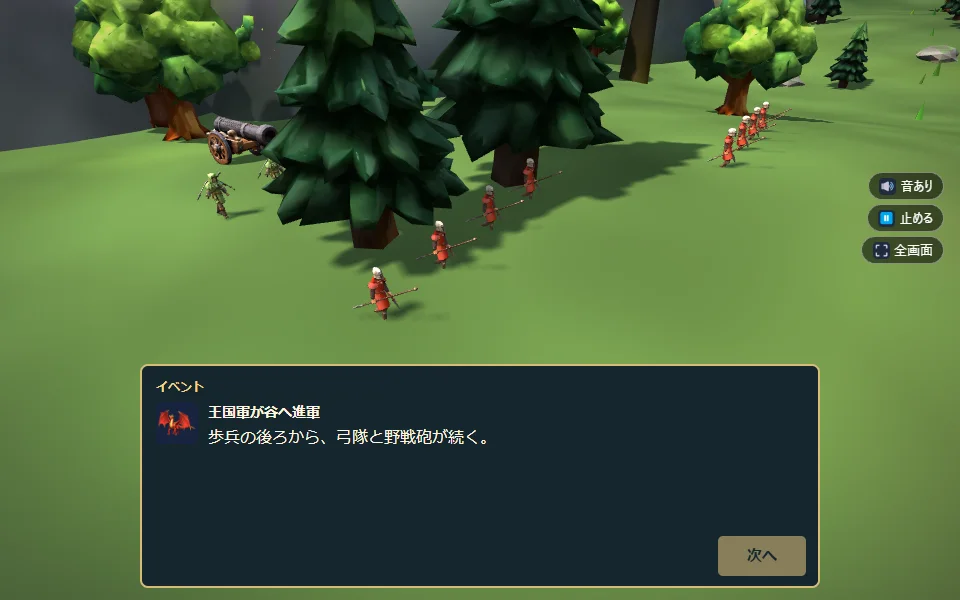 音あり
止める
全画面
イベント
王国軍が谷へ進軍
歩兵の後ろから、弓隊と野戦砲が続く。
次へ